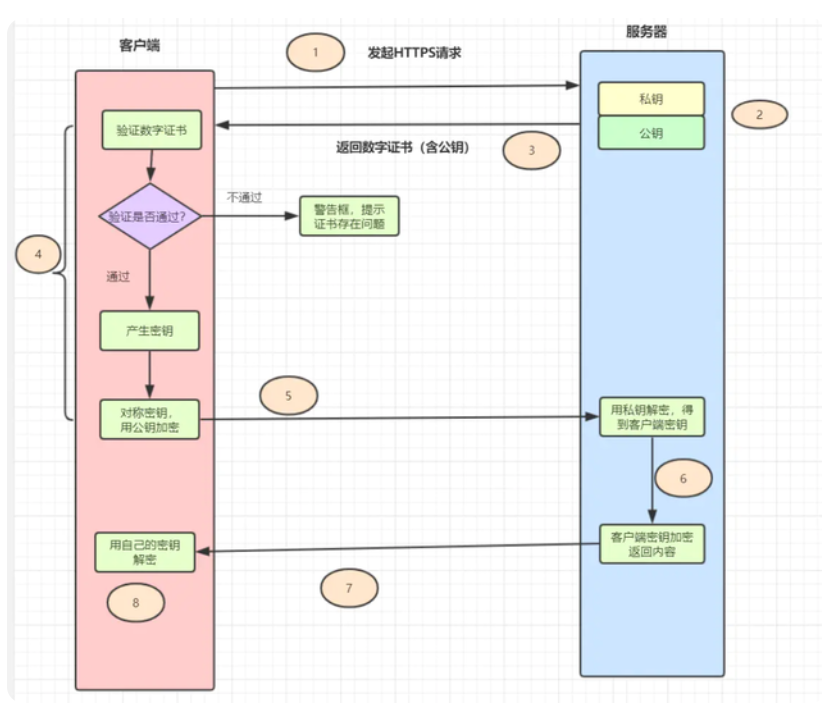 客户端
服务器
1
发起HTTPS请求
私钥
公钥
2
验证数字证书
返回数字证书（含公钥）
3
验证是否通过?
不通过
警告框，提示
证书存在问题
4
通过
产生密钥
对称密钥，
用公钥加密
5
用私钥解密，得
到客户端密钥
6
客户端密钥加密
返回内容
7
用自己的密钥
解密
8